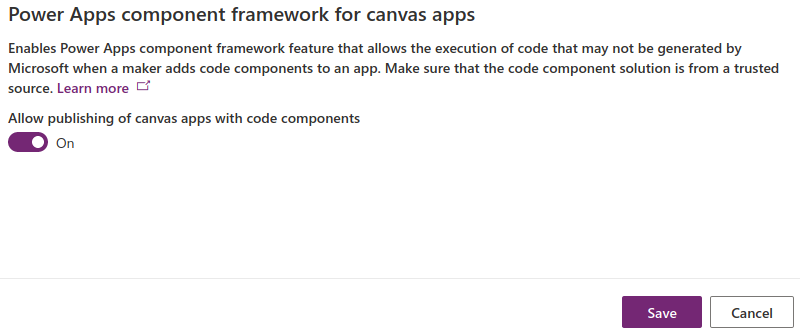 Power Apps component framework for canvas apps
Enables Power Apps component framework feature that allows the execution of code that may not be generated by
Microsoft when a maker adds code components to an app. Make sure that the code component solution is from a trusted
source. Learn more
Allow publishing of canvas apps with code components
On
Save
Cancel